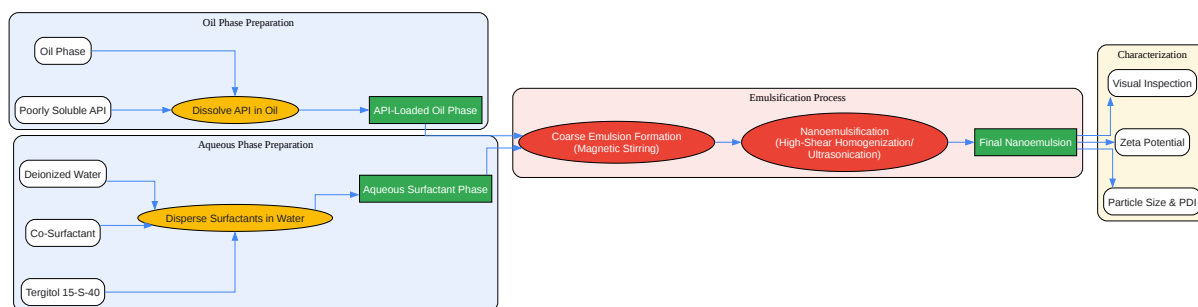 Oil Phase Preparation
Oil Phase
Poorly Soluble API
Dissolve API in Oil
API-Loaded Oil Phase
Aqueous Phase Preparation
Deionized Water
Co-Surfactant
Tergitol 15-S-40
Disperse Surfactants in Water
Aqueous Surfactant Phase
Emulsification Process
Coarse Emulsion Formation
(Magnetic Stirring)
Nanoemulsification
(High-Shear Homogenization/
Ultrasonication)
Final Nanoemulsion
Characterization
Visual Inspection
Zeta Potential
Particle Size & PDI